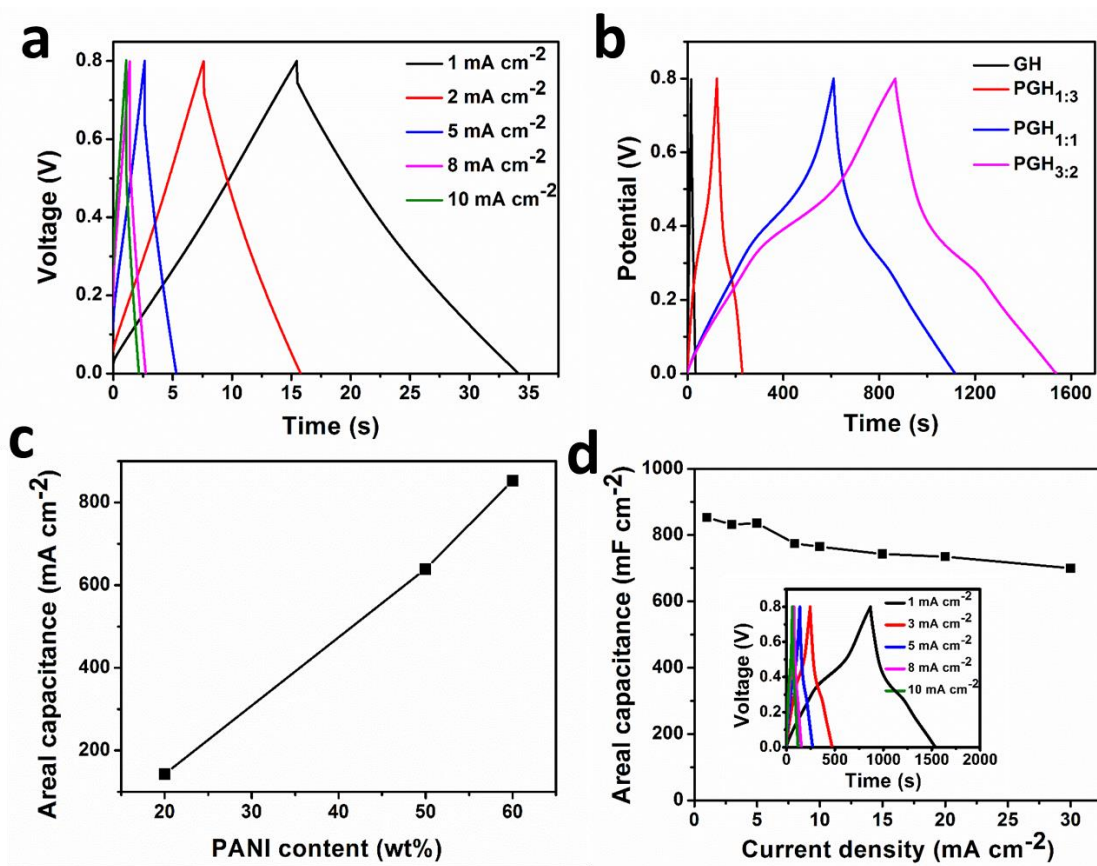 a
Voltage (V)
0.8
0.6
0.4
0.2
0.0
0 5 10 15 20 25 30 35
Time (s)
1 mA cm-2
2 mA cm-2
5 mA cm-2
8 mA cm-2
10 mA cm-2
b
Potential (V)
0.8
0.6
0.4
0.2
0.0
0 400 800 1200 1600
Time (s)
GH
PGH1:3
PGH1:1
PGH3:2
c
Areal capacitance (mA cm-2)
800
600
400
200
20 30 40 50 60
PANI content (wt%)
d
Areal capacitance (mF cm-2)
1000
800
600
400
200
0
0 5 10 15 20 25 30
Current density (mA cm-2)
Voltage (V)
0.8
0.6
0.4
0.2
0.0
0 500 1000 1500 2000
Time (s)
1 mA cm-2
3 mA cm-2
5 mA cm-2
8 mA cm-2
10 mA cm-2